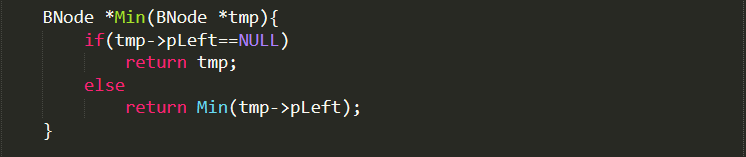 BNode *Min(BNode *tmp){
    if(tmp->pLeft==NULL)
        return tmp;
    else
        return Min(tmp->pLeft);
}